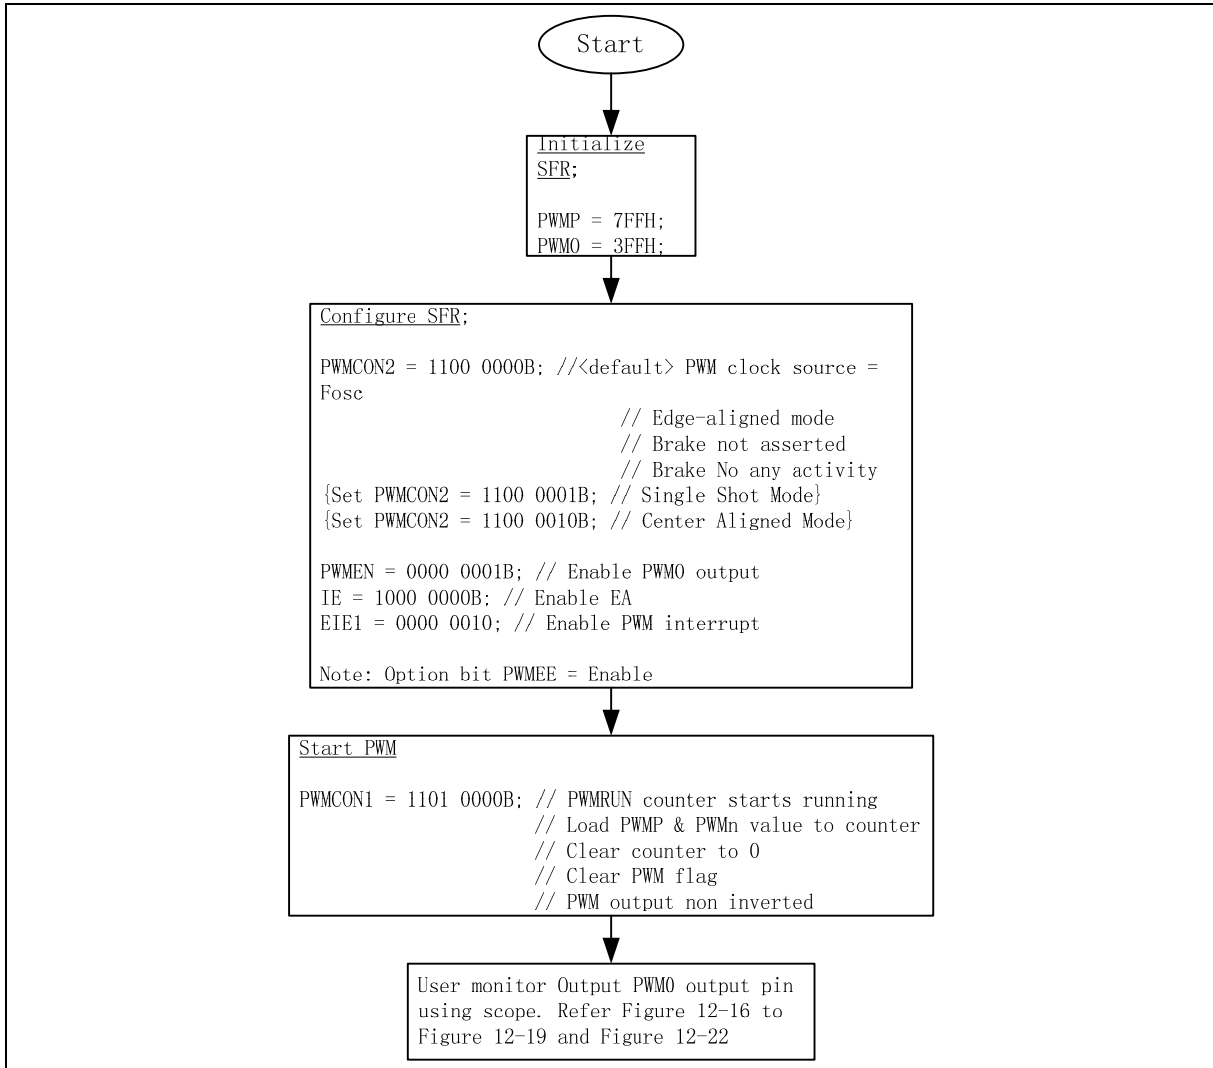 Start
Initialize
SFR;
PWMP = 7FFH;
PWM0 = 3FFH;
Configure SFR;
PWMCON2 = 1100 0000B; //<default> PWM clock source =
Fosc
// Edge-aligned mode
// Brake not asserted
// Brake No any activity
{Set PWMCON2 = 1100 0001B; // Single Shot Mode}
{Set PWMCON2 = 1100 0010B; // Center Aligned Mode}
PWMEN = 0000 0001B; // Enable PWM0 output
IE = 1000 0000B; // Enable EA
EIE1 = 0000 0010; // Enable PWM interrupt
Note: Option bit PWMEE = Enable
Start PWM
PWMCON1 = 1101 0000B; // PWMRUN counter starts running
// Load PWMP & PWMn value to counter
// Clear counter to 0
// Clear PWM flag
// PWM output non inverted
User monitor Output PWM0 output pin
using scope. Refer Figure 12-16 to
Figure 12-19 and Figure 12-22